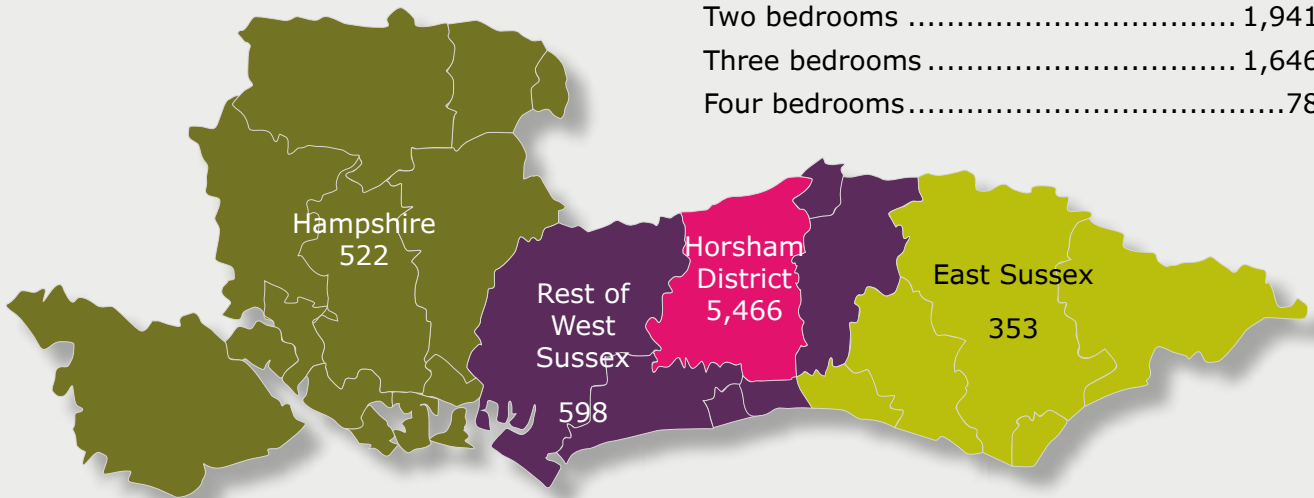 Two bedrooms .................................. 1,941
Three bedrooms ................................ 1,646
Four bedrooms.......................................78
Hampshire
522
Horsham
District
5,466
Rest of
West
Sussex
598
East Sussex
353